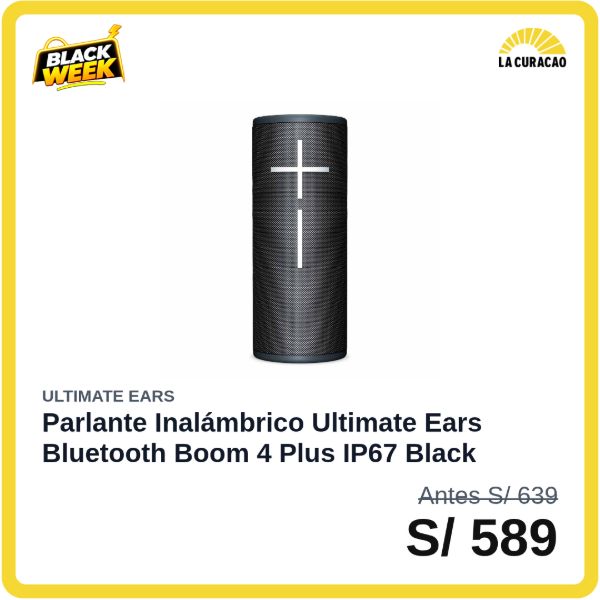 BLACK
WEEK
LA CURACAO
ULTIMATE EARS
Parlante Inalámbrico Ultimate Ears
Bluetooth Boom 4 Plus IP67 Black
Antes S/ 639
S/ 589